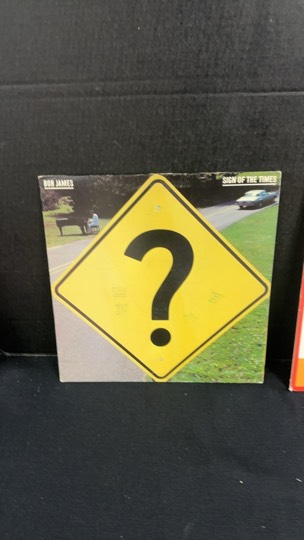 BOB JAMES
SIGN OF THE TIMES
?